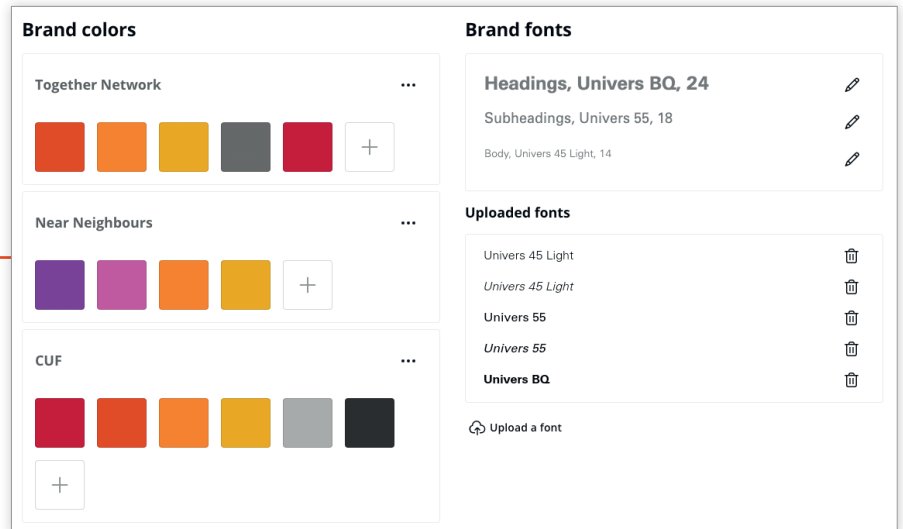 Brand colors
Together Network
Near Neighbours
CUF
Brand fonts
Headings, Univers BQ, 24
Subheadings, Univers 55, 18
Body, Univers 45 Light, 14
Uploaded fonts
Univers 45 Light
Univers 45 Light
Univers 55
Univers 55
Univers BQ
Upload a font